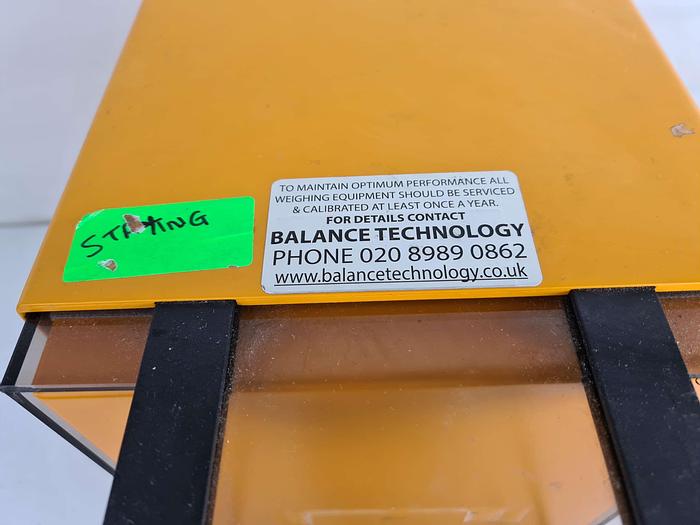 STAYING
TO MAINTAIN OPTIMUM PERFORMANCE ALL
WEIGHING EQUIPMENT SHOULD BE SERVICED
& CALIBRATED AT LEAST ONCE A YEAR.
FOR DETAILS CONTACT
BALANCE TECHNOLOGY
PHONE 020 8989 0862
www.balancetechnology.co.uk